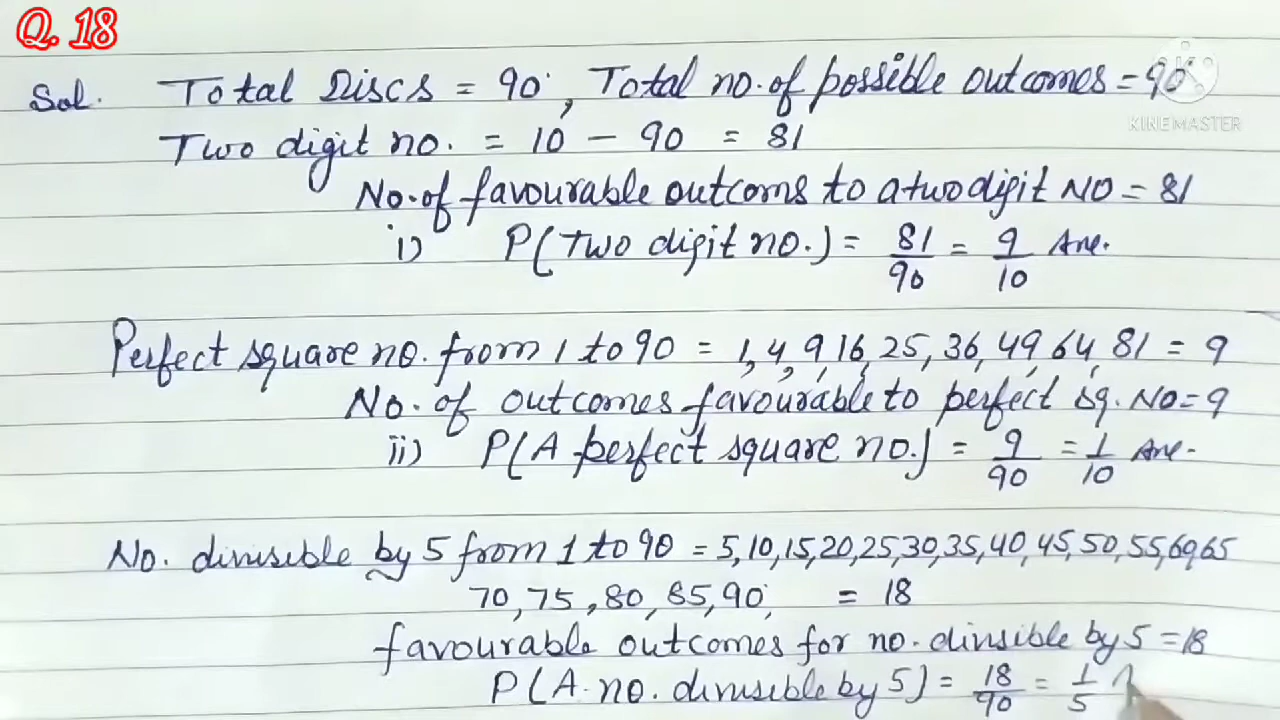 Q. 18
Sol. Total Discs = 90, Total no. of possible outcomes = 90
KINEMASTER
Two digit no. = 10 - 90 = 81
No. of favourable outcoms to a two digit NO = 81
i) P(Two digit no.) = 81/90 = 9/10 Ans.
Perfect square no. from 1 to 90 = 1, 4, 9, 16, 25, 36, 49, 64, 81 = 9
No. of outcomes favourable to perfect sq. No = 9
ii) P(A perfect square no.) = 9/90 = 1/10 Ans.
No. divisible by 5 from 1 to 90 = 5,10,15,20,25,30,35,40,45,50,55,60,65
70, 75, 80, 85, 90, = 18
favourable outcomes for no. divisible by 5 = 18
P(A no. divisible by 5) = 18/90 = 1/5